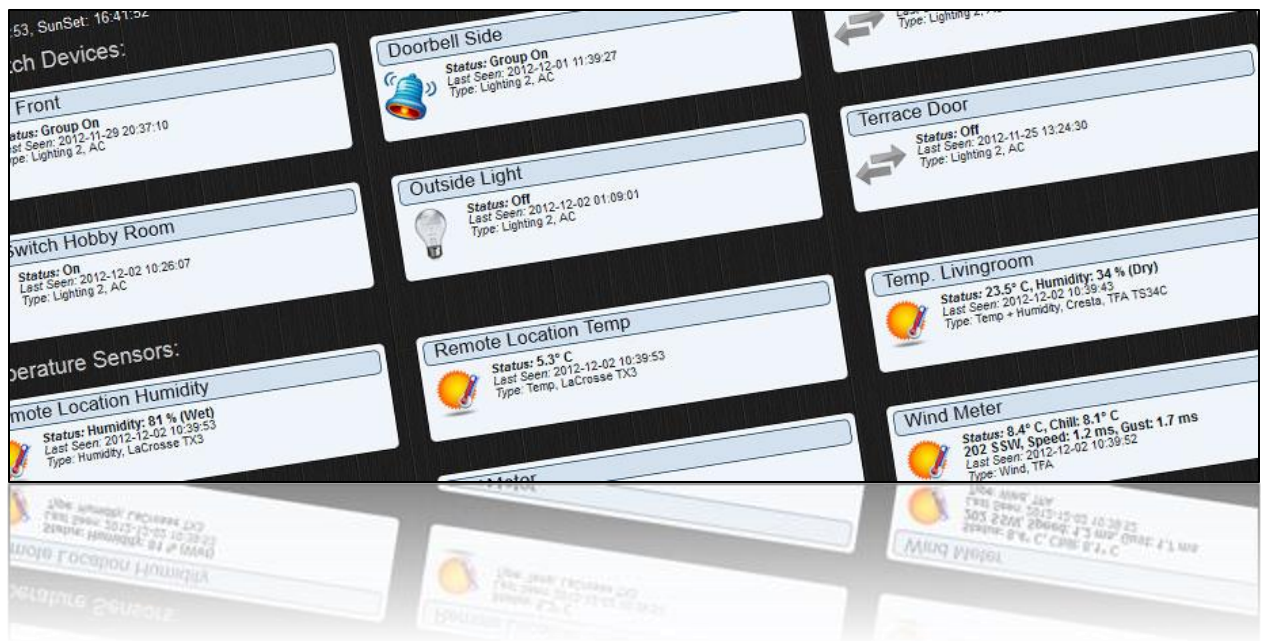 :53, SunSet: 16:41:52
tch Devices:
Front
Status: Group On
Last Seen: 2012-11-29 20:37:10
Type: Lighting 2, AC
Doorbell Side
Status: Group On
Last Seen: 2012-12-01 11:39:27
Type: Lighting 2, AC
Type: Lighting 2, AC
Switch Hobby Room
Status: On
Last Seen: 2012-12-02 10:26:07
Type: Lighting 2, AC
Outside Light
Status: Off
Last Seen: 2012-12-02 01:09:01
Type: Lighting 2, AC
Terrace Door
Status: Off
Last Seen: 2012-11-25 13:24:30
Type: Lighting 2, AC
perature Sensors:
mote Location Humidity
Status: Humidity: 81 % (Wet)
Last Seen: 2012-12-02 10:39:53
Type: Humidity, LaCrosse TX3
Remote Location Temp
Status: 5.3° C
Last Seen: 2012-12-02 10:39:53
Type: Temp, LaCrosse TX3
Temp. Livingroom
Status: 23.5° C, Humidity: 34 % (Dry)
Last Seen: 2012-12-02 10:39:43
Type: Temp + Humidity, Cresta, TFA TS34C
Meter
Wind Meter
Status: 8.4° C, Chill: 8.1° C
202 SSW, Speed: 1.2 ms, Gust: 1.7 ms
Last Seen: 2012-12-02 10:39:52
Type: Wind, TFA